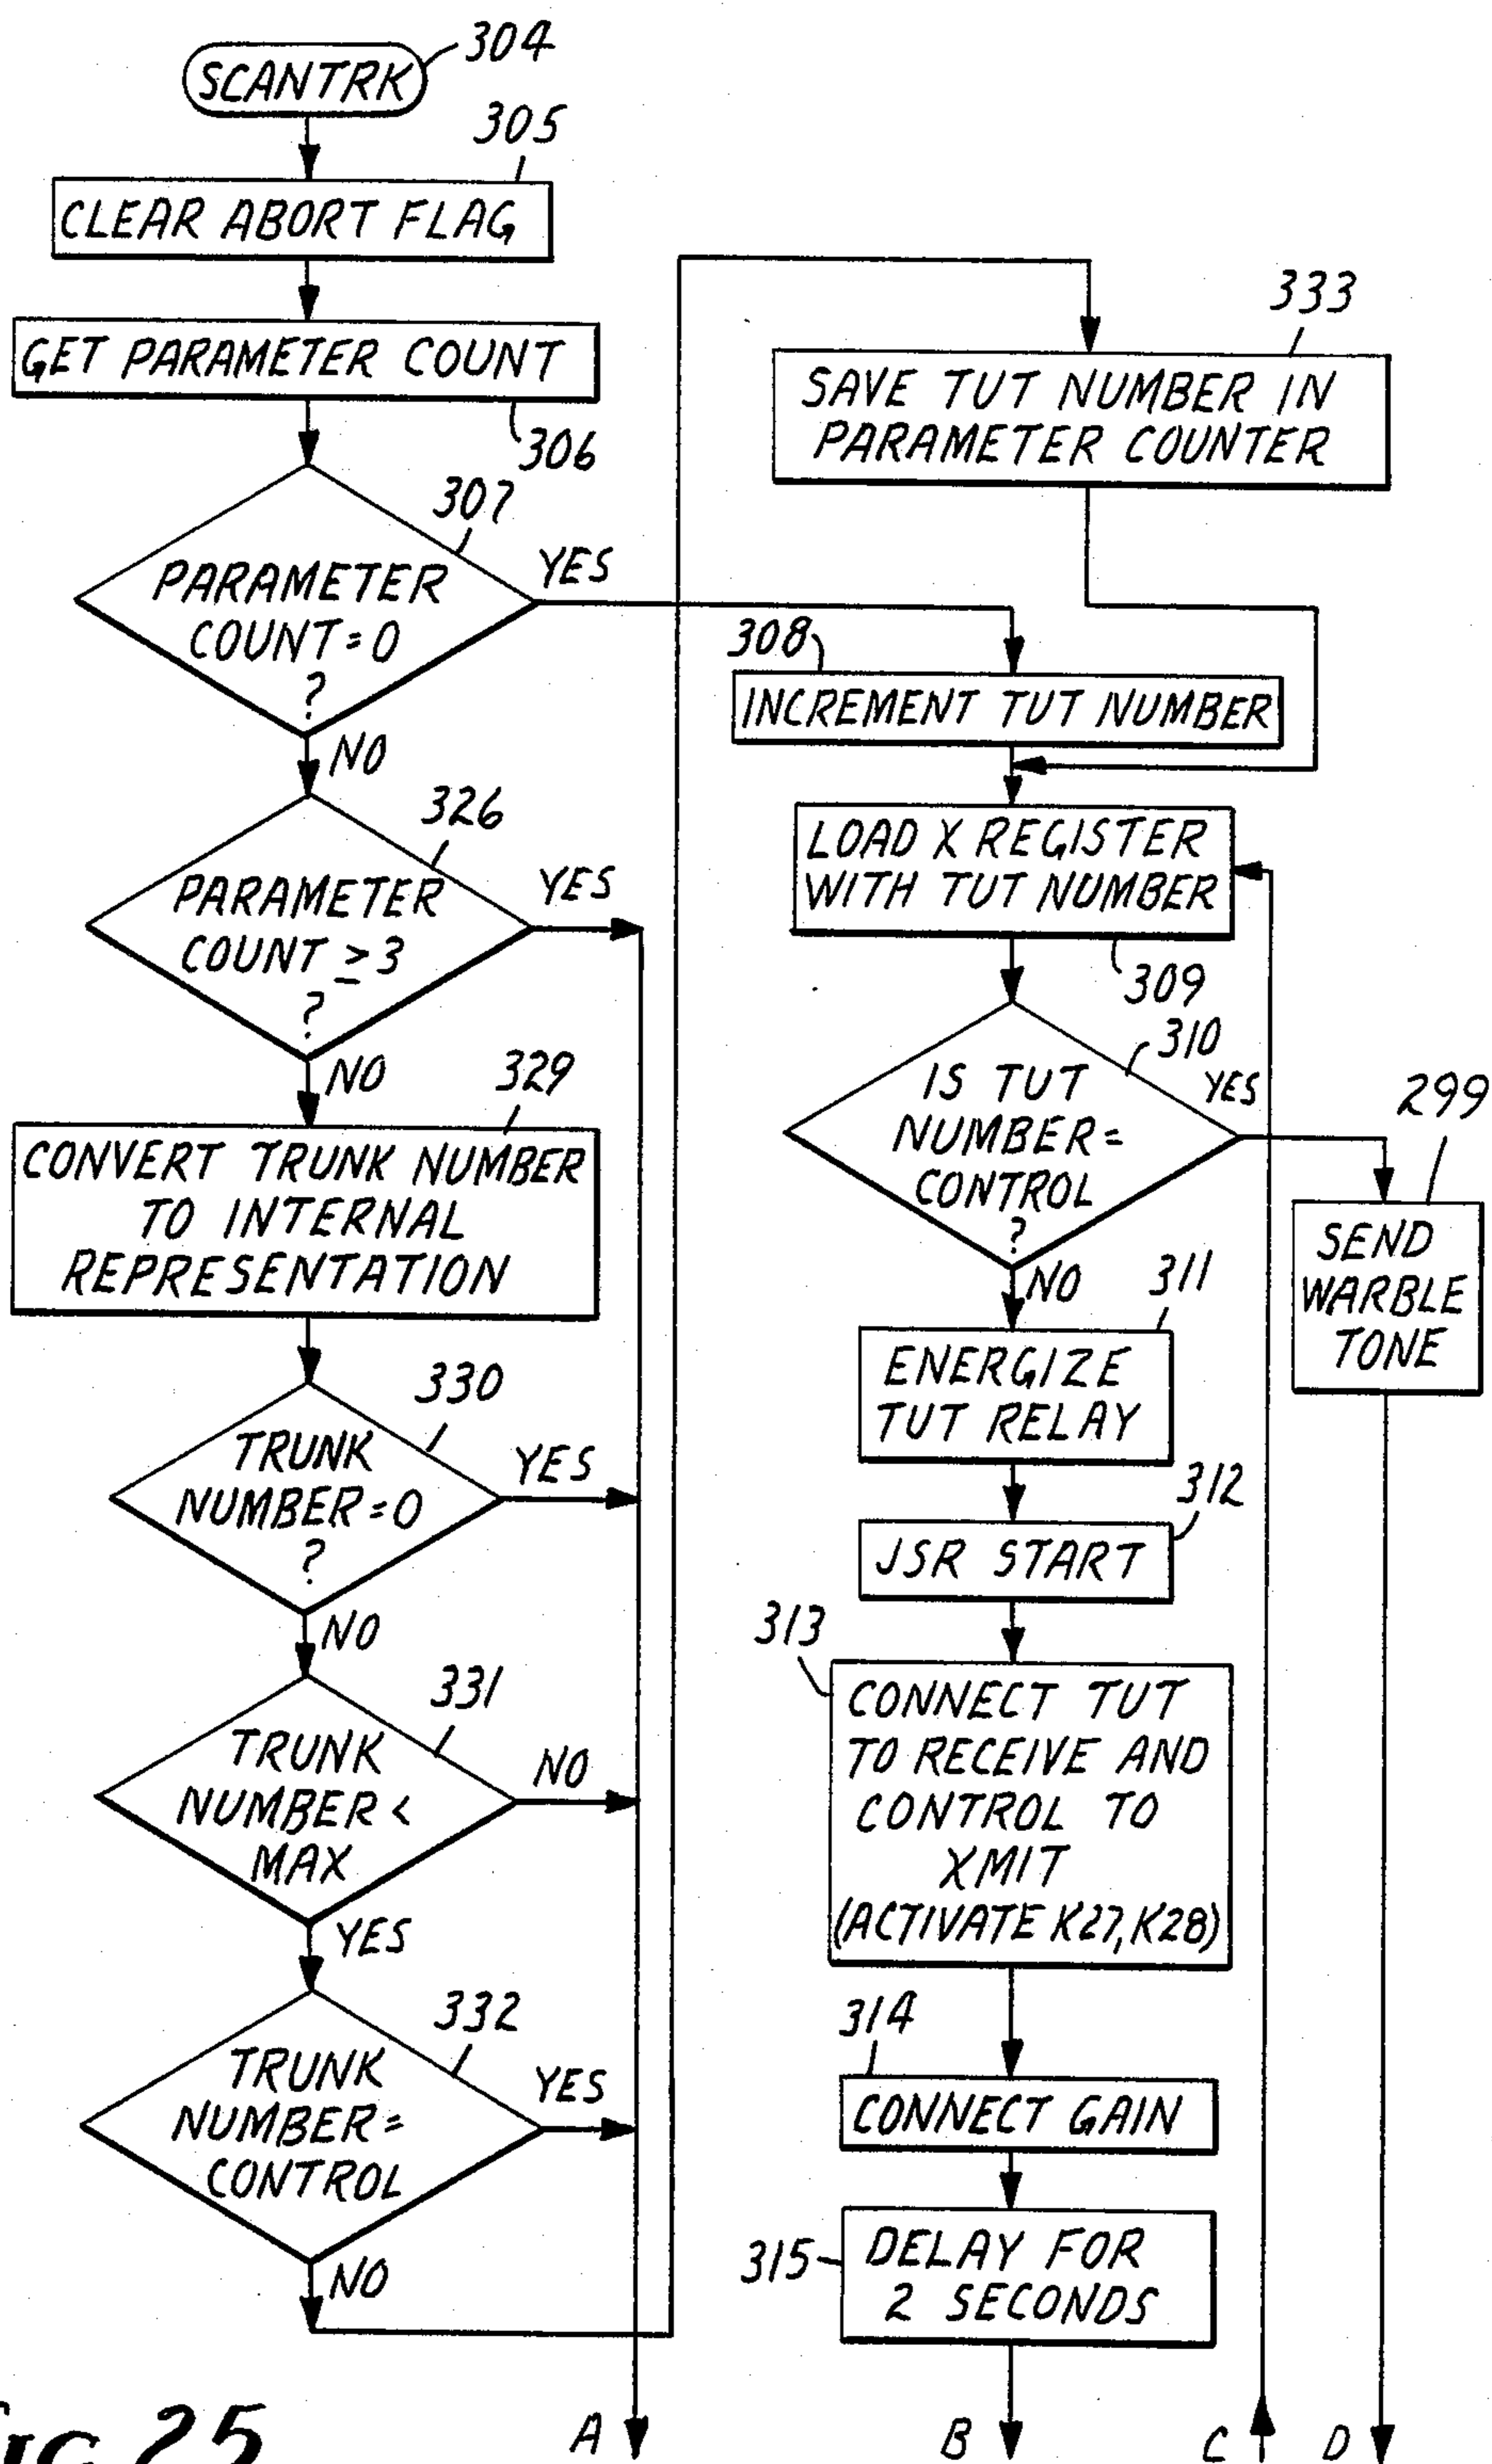 SCANTRK
304
305
CLEAR ABORT FLAG
GET PARAMETER COUNT
306
307
PARAMETER
COUNT=0
?
YES
NO
326
PARAMETER
COUNT ≥3
?
YES
NO
329
CONVERT TRUNK NUMBER
TO INTERNAL
REPRESENTATION
330
TRUNK
NUMBER=0
?
YES
NO
331
TRUNK
NUMBER <
MAX
NO
YES
332
TRUNK
NUMBER=
CONTROL
YES
NO
333
SAVE TUT NUMBER IN
PARAMETER COUNTER
308
INCREMENT TUT NUMBER
LOAD X REGISTER
WITH TUT NUMBER
309
310
IS TUT
NUMBER=
CONTROL
?
YES
NO
299
SEND
WARBLE
TONE
311
ENERGIZE
TUT RELAY
312
JSR START
313
CONNECT TUT
TO RECEIVE AND
CONTROL TO
XMIT
(ACTIVATE K27, K28)
314
CONNECT GAIN
315
DELAY FOR
2 SECONDS
A
B
C
D
FIG 25